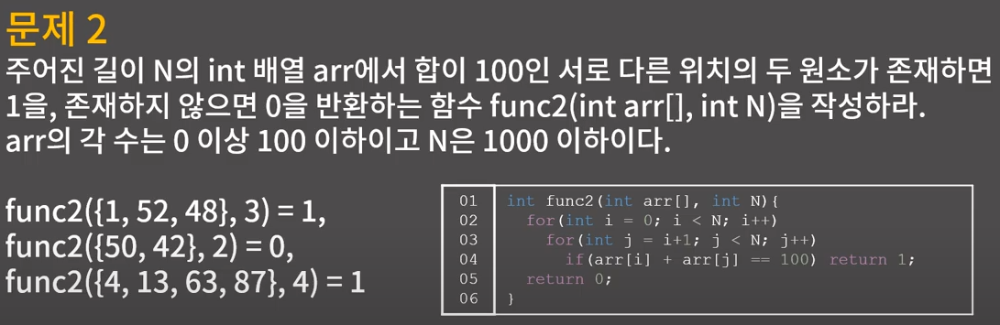 문제 2
주어진 길이 N의 int 배열 arr에서 합이 100인 서로 다른 위치의 두 원소가 존재하면
1을, 존재하지 않으면 0을 반환하는 함수 func2(int arr[], int N)을 작성하라.
arr의 각 수는 0 이상 100 이하이고 N은 1000 이하이다.
func2({1, 52, 48}, 3) = 1,
func2({50, 42}, 2) = 0,
func2({4, 13, 63, 87}, 4) = 1
01 int func2(int arr[], int N){
02 for(int i = 0; i < N; i++)
03 for(int j = i+1; j < N; j++)
04 if(arr[i] + arr[j] == 100) return 1;
05 return 0;
06 }